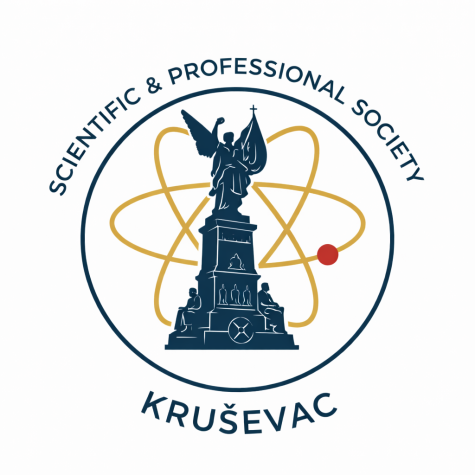 SCIENTIFIC & PROFESSIONAL SOCIETY
KRUŠEVAC